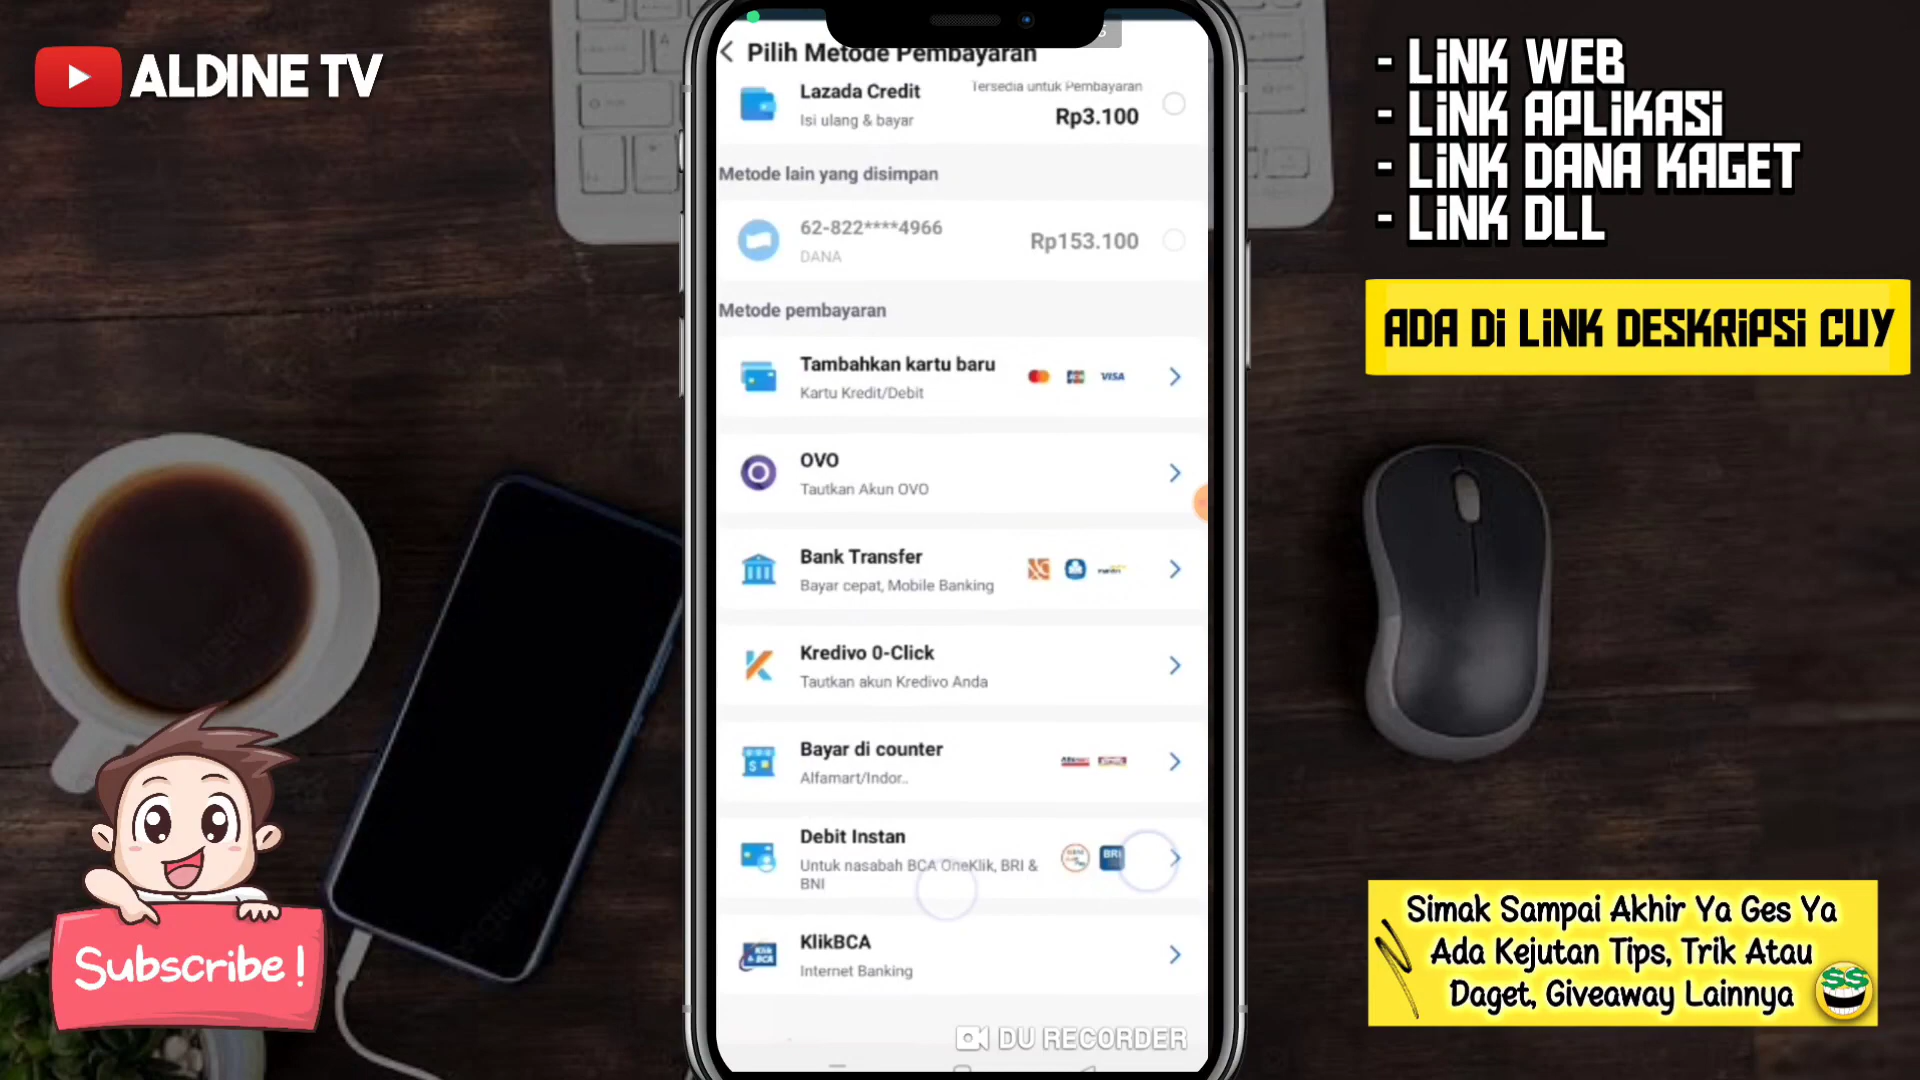 ALDINE TV
Pilih Metode Pembayaran
Lazada Credit
Isi ulang & bayar
Tersedia untuk Pembayaran
Rp3.100
Metode lain yang disimpan
62-822****4966
DANA
Rp153.100
Metode pembayaran
Tambahkan kartu baru
Kartu Kredit/Debit
VISA
OVO
Tautkan Akun OVO
Bank Transfer
Bayar cepat, Mobile Banking
Kredivo 0-Click
Tautkan akun Kredivo Anda
Bayar di counter
Alfamart/Indor..
Debit Instan
Untuk nasabah BCA OneKlik, BRI &
BNI
BRI
KlikBCA
Internet Banking
DU RECORDER
- LiNK WEB
- LiNK APLiKASi
- LiNK DANA KAGET
- LiNK DLL
ADA Di LiNK DESKRiPSi CUY
Simak Sampai Akhir Ya Ges Ya
Ada Kejutan Tips, Trik Atau
Daget, Giveaway Lainnya
Subscribe!